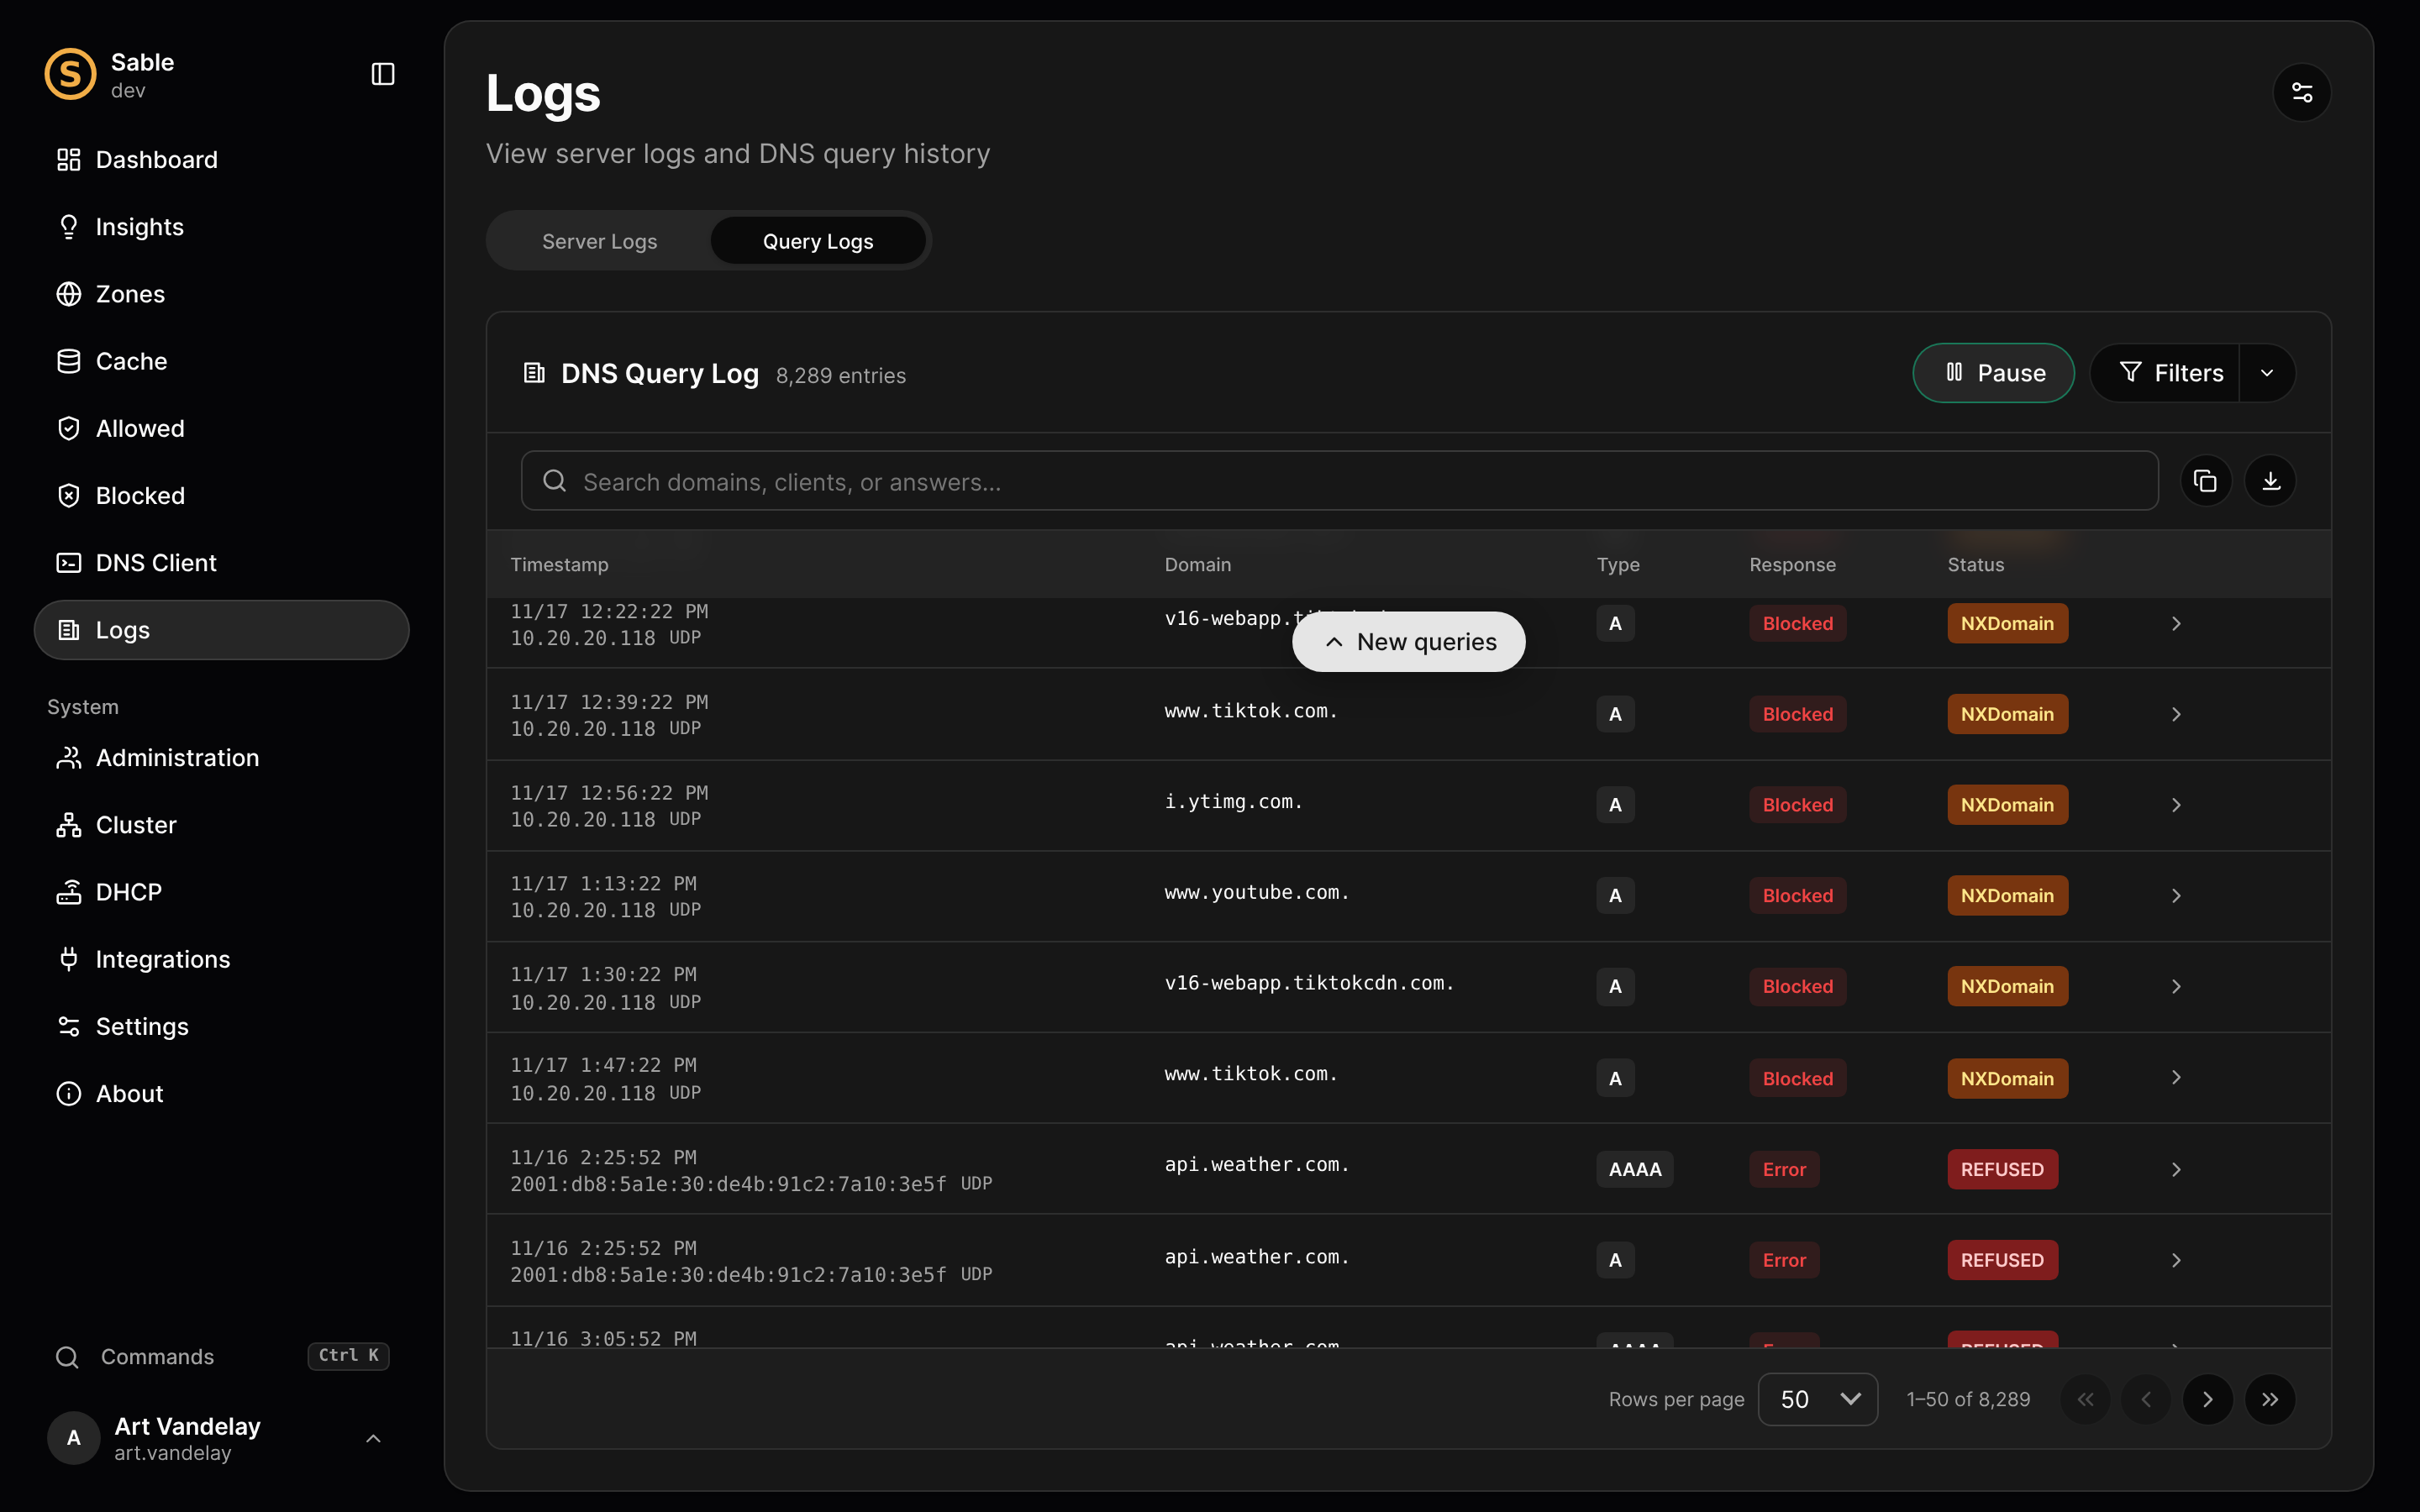 Sable
dev
Dashboard
Insights
Zones
Cache
Allowed
Blocked
DNS Client
Logs
System
Administration
Cluster
DHCP
Integrations
Settings
About
Commands Ctrl K
A Art Vandelay
art.vandelay
Logs
View server logs and DNS query history
Server Logs Query Logs
DNS Query Log 8,289 entries Pause Filters
Search domains, clients, or answers...
Timestamp Domain Type Response Status
11/17 12:22:22 PM
10.20.20.118 UDP v16-webapp. A Blocked NXDomain
New queries
11/17 12:39:22 PM
10.20.20.118 UDP www.tiktok.com. A Blocked NXDomain
11/17 12:56:22 PM
10.20.20.118 UDP i.ytimg.com. A Blocked NXDomain
11/17 1:13:22 PM
10.20.20.118 UDP www.youtube.com. A Blocked NXDomain
11/17 1:30:22 PM
10.20.20.118 UDP v16-webapp.tiktokcdn.com. A Blocked NXDomain
11/17 1:47:22 PM
10.20.20.118 UDP www.tiktok.com. A Blocked NXDomain
11/16 2:25:52 PM
2001:db8:5a1e:30:de4b:91c2:7a10:3e5f UDP api.weather.com. AAAA Error REFUSED
11/16 2:25:52 PM
2001:db8:5a1e:30:de4b:91c2:7a10:3e5f UDP api.weather.com. A Error REFUSED
11/16 3:05:52 PM api.weather.com. AAAA REFUSED
Rows per page 50 1–50 of 8,289